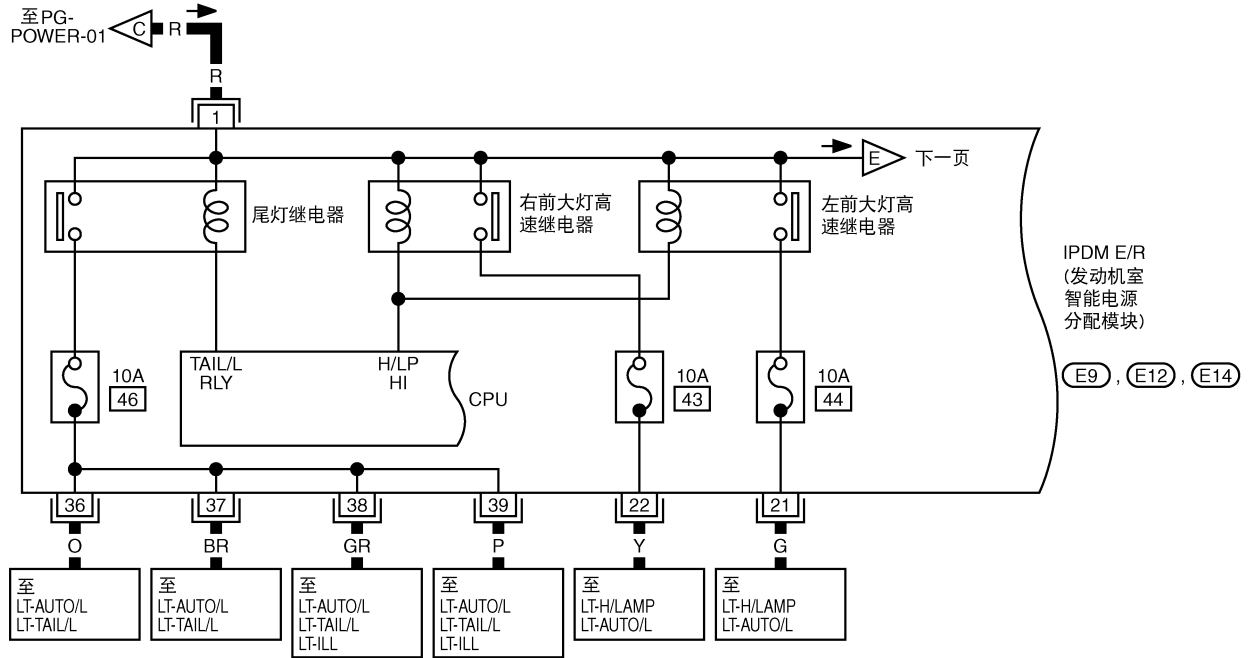 至PG-
POWER-01
C
R
R
1
E
下一页
尾灯继电器
右前大灯高
速继电器
左前大灯高
速继电器
IPDM E/R
(发动机室
智能电源
分配模块)
E9 , E12 , E14
TAIL/L
RLY
H/LP
HI
CPU
10A
46
10A
43
10A
44
36
37
38
39
22
21
O
BR
GR
P
Y
G
至
LT-AUTO/L
LT-TAIL/L
至
LT-AUTO/L
LT-TAIL/L
至
LT-AUTO/L
LT-TAIL/L
LT-ILL
至
LT-AUTO/L
LT-TAIL/L
LT-ILL
至
LT-H/LAMP
LT-AUTO/L
至
LT-H/LAMP
LT-AUTO/L